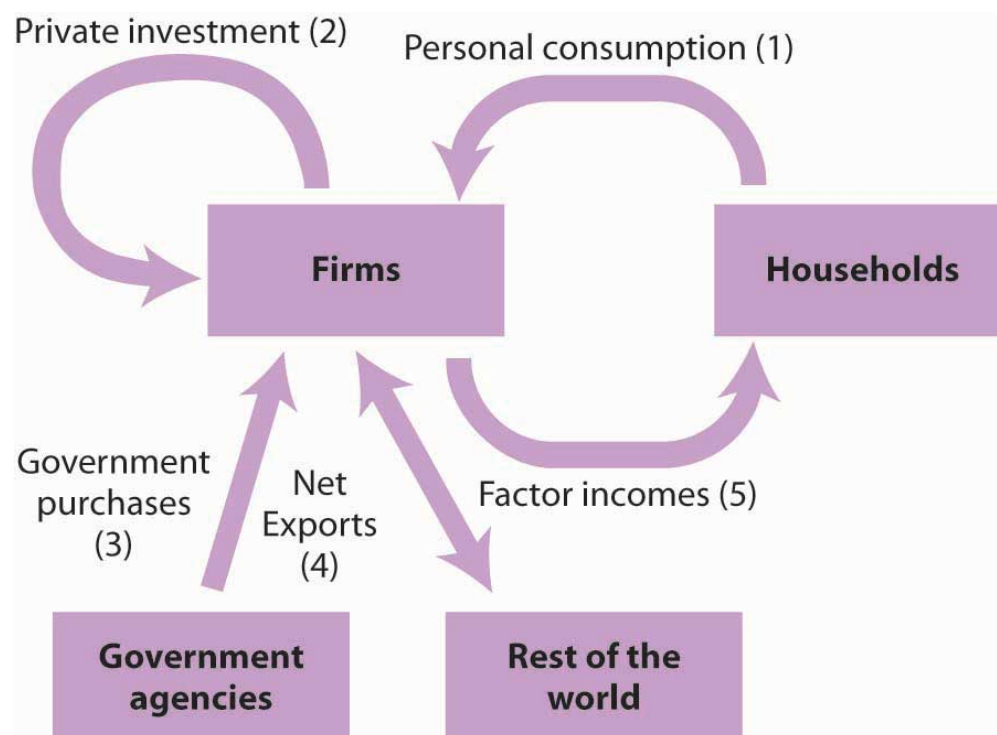 Private investment (2)
Personal consumption (1)
Firms
Households
Government
purchases
(3)
Net
Exports
(4)
Factor incomes (5)
Government
agencies
Rest of the
world